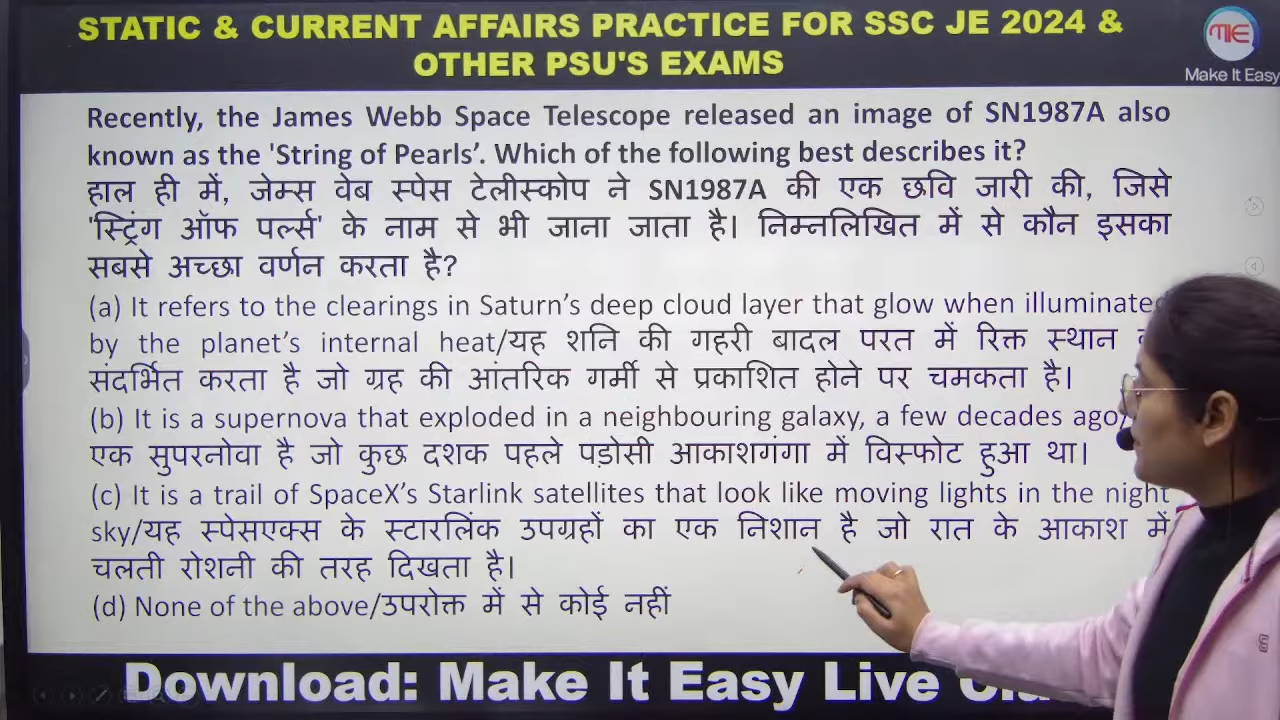 STATIC & CURRENT AFFAIRS PRACTICE FOR SSC JE 2024 &
OTHER PSU'S EXAMS
MIE
Make It Easy
Recently, the James Webb Space Telescope released an image of SN1987A also
known as the 'String of Pearls’. Which of the following best describes it?
हाल ही में, जेम्स वेब स्पेस टेलीस्कोप ने SN1987A की एक छवि जारी की, जिसे
'स्ट्रिंग ऑफ पर्ल्स' के नाम से भी जाना जाता है। निम्नलिखित में से कौन इसका
सबसे अच्छा वर्णन करता है?
(a) It refers to the clearings in Saturn’s deep cloud layer that glow when illuminated
by the planet’s internal heat/यह शनि की गहरी बादल परत में रिक्त स्थान
संदर्भित करता है जो ग्रह की आंतरिक गर्मी से प्रकाशित होने पर चमकता है।
(b) It is a supernova that exploded in a neighbouring galaxy, a few decades ago/
एक सुपरनोवा है जो कुछ दशक पहले पड़ोसी आकाशगंगा में विस्फोट हुआ था।
(c) It is a trail of SpaceX’s Starlink satellites that look like moving lights in the night
sky/यह स्पेसएक्स के स्टारलिंक उपग्रहों का एक निशान है जो रात के आकाश में
चलती रोशनी की तरह दिखता है।
(d) None of the above/उपरोक्त में से कोई नहीं
Download: Make It Easy Live